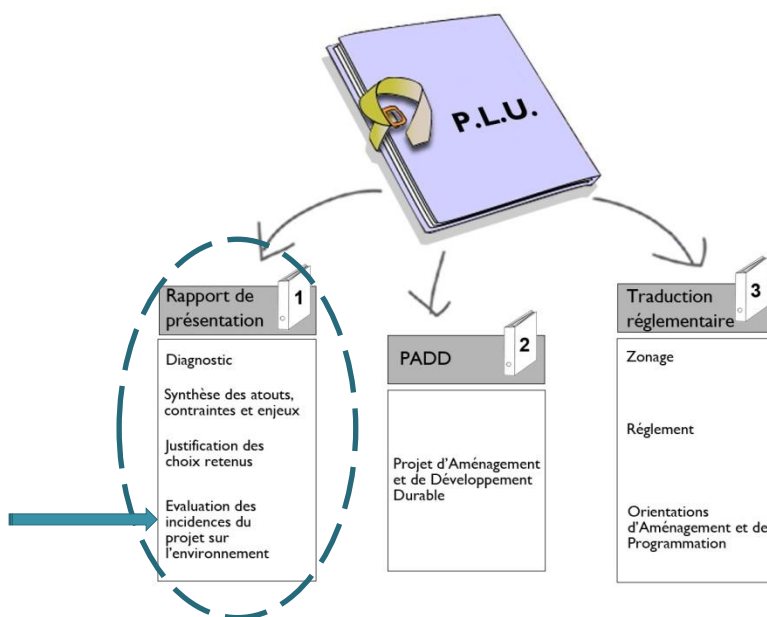 P.L.U.
Rapport de
présentation
1
Diagnostic
Synthèse des atouts,
contraintes et enjeux
Justification des
choix retenus
Evaluation des
incidences du
projet sur
l'environnement
PADD
2
Projet d'Aménagement
et de Développement
Durable
Traduction
réglementaire
3
Zonage
Réglement
Orientations
d'Aménagement et de
Programmation